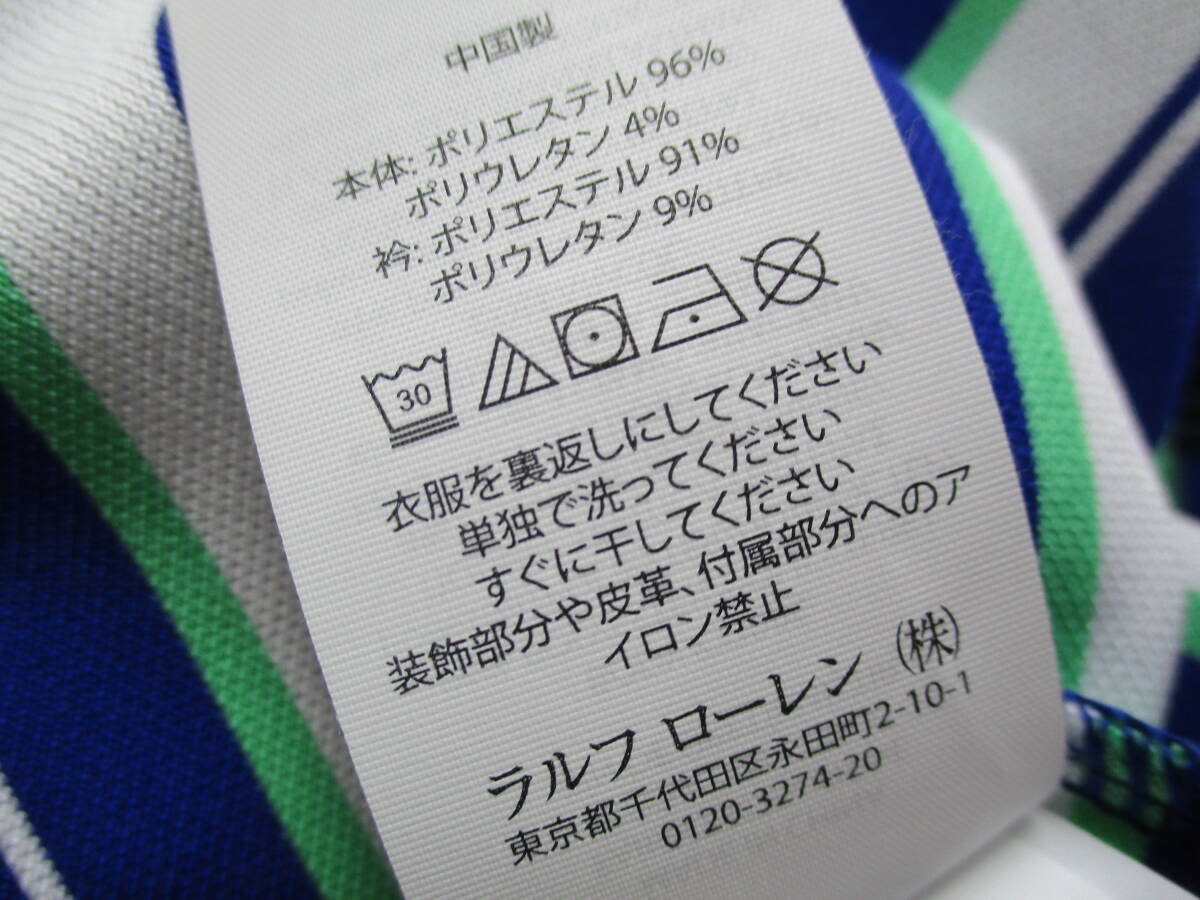 中国製
本体: ポリエステル 96%
ポリウレタン 4%
衿: ポリエステル 91%
ポリウレタン 9%
30
衣服を裏返しにしてください
単独で洗ってください
すぐに干してください
装飾部分や皮革、付属部分へのア
イロン禁止
ラルフ ローレン (株)
東京都千代田区永田町2-10-1
0120-3274-20